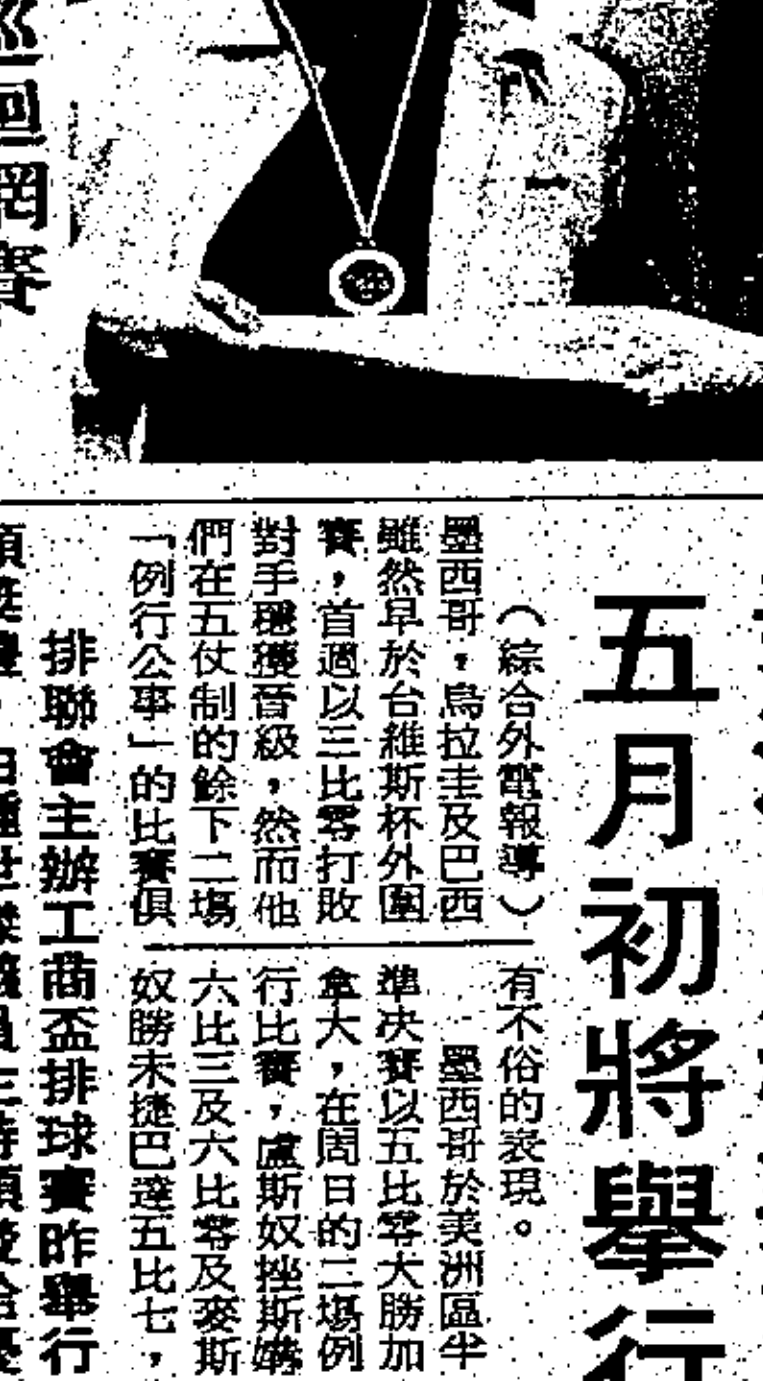 五月初將舉行
（綜合外電報導）
墨西哥，烏拉圭及巴西
雖然早於台維斯杯外圍
賽，首週以三比零打敗
對手穩獲晉級，然而他
們在五仗制的餘下二場
「例行公事」的比賽俱
有不俗的表現。
墨西哥於美洲區半
準决賽以五比零大勝加
拿大，在周日的二場例
行比賽，盧斯奴挫斯
六比三及六比零及麥斯
奴勝未捷巴達五比七，
排聯會主辦工商盃排球賽昨舉行
巡迴網賽